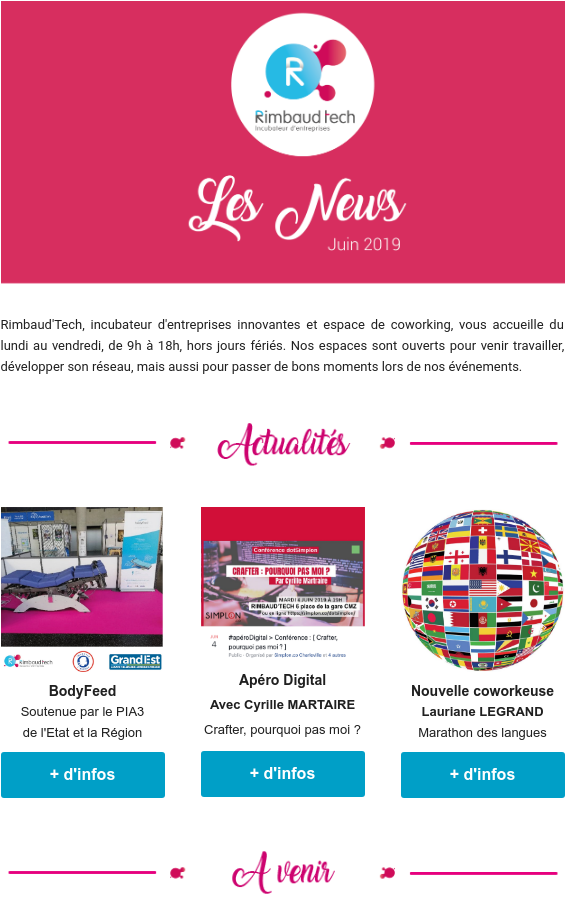 Rimbaud'Tech
Incubateur d'entreprises
Les News
Juin 2019
Rimbaud'Tech, incubateur d'entreprises innovantes et espace de coworking, vous accueille du
lundi au vendredi, de 9h à 18h, hors jours fériés. Nos espaces sont ouverts pour venir travailler,
développer son réseau, mais aussi pour passer de bons moments lors de nos événements.
Actualités
Rimbaud'Tech
GrandEst
BodyFeed
Soutenue par le PIA3
de l'Etat et la Région
+ d'infos
Conférence dotSimplon
CRAFTER : POURQUOI PAS MOI ?
Par Cyrille Martraire
MARDI 4 JUIN 2019 À
RIMBAUD'TECH 6 place de la gare CMZ
ou en ligne
SIMPLON
4
#apéroDigital > Conférence : [ Crafter,
pourquoi pas moi ? ]
Public · Organisé par Simplon.co Charleville et 4 autres
Apéro Digital
Avec Cyrille MARTAIRE
Crafter, pourquoi pas moi ?
+ d'infos
Nouvelle coworkeuse
Lauriane LEGRAND
Marathon des langues
+ d'infos
A venir